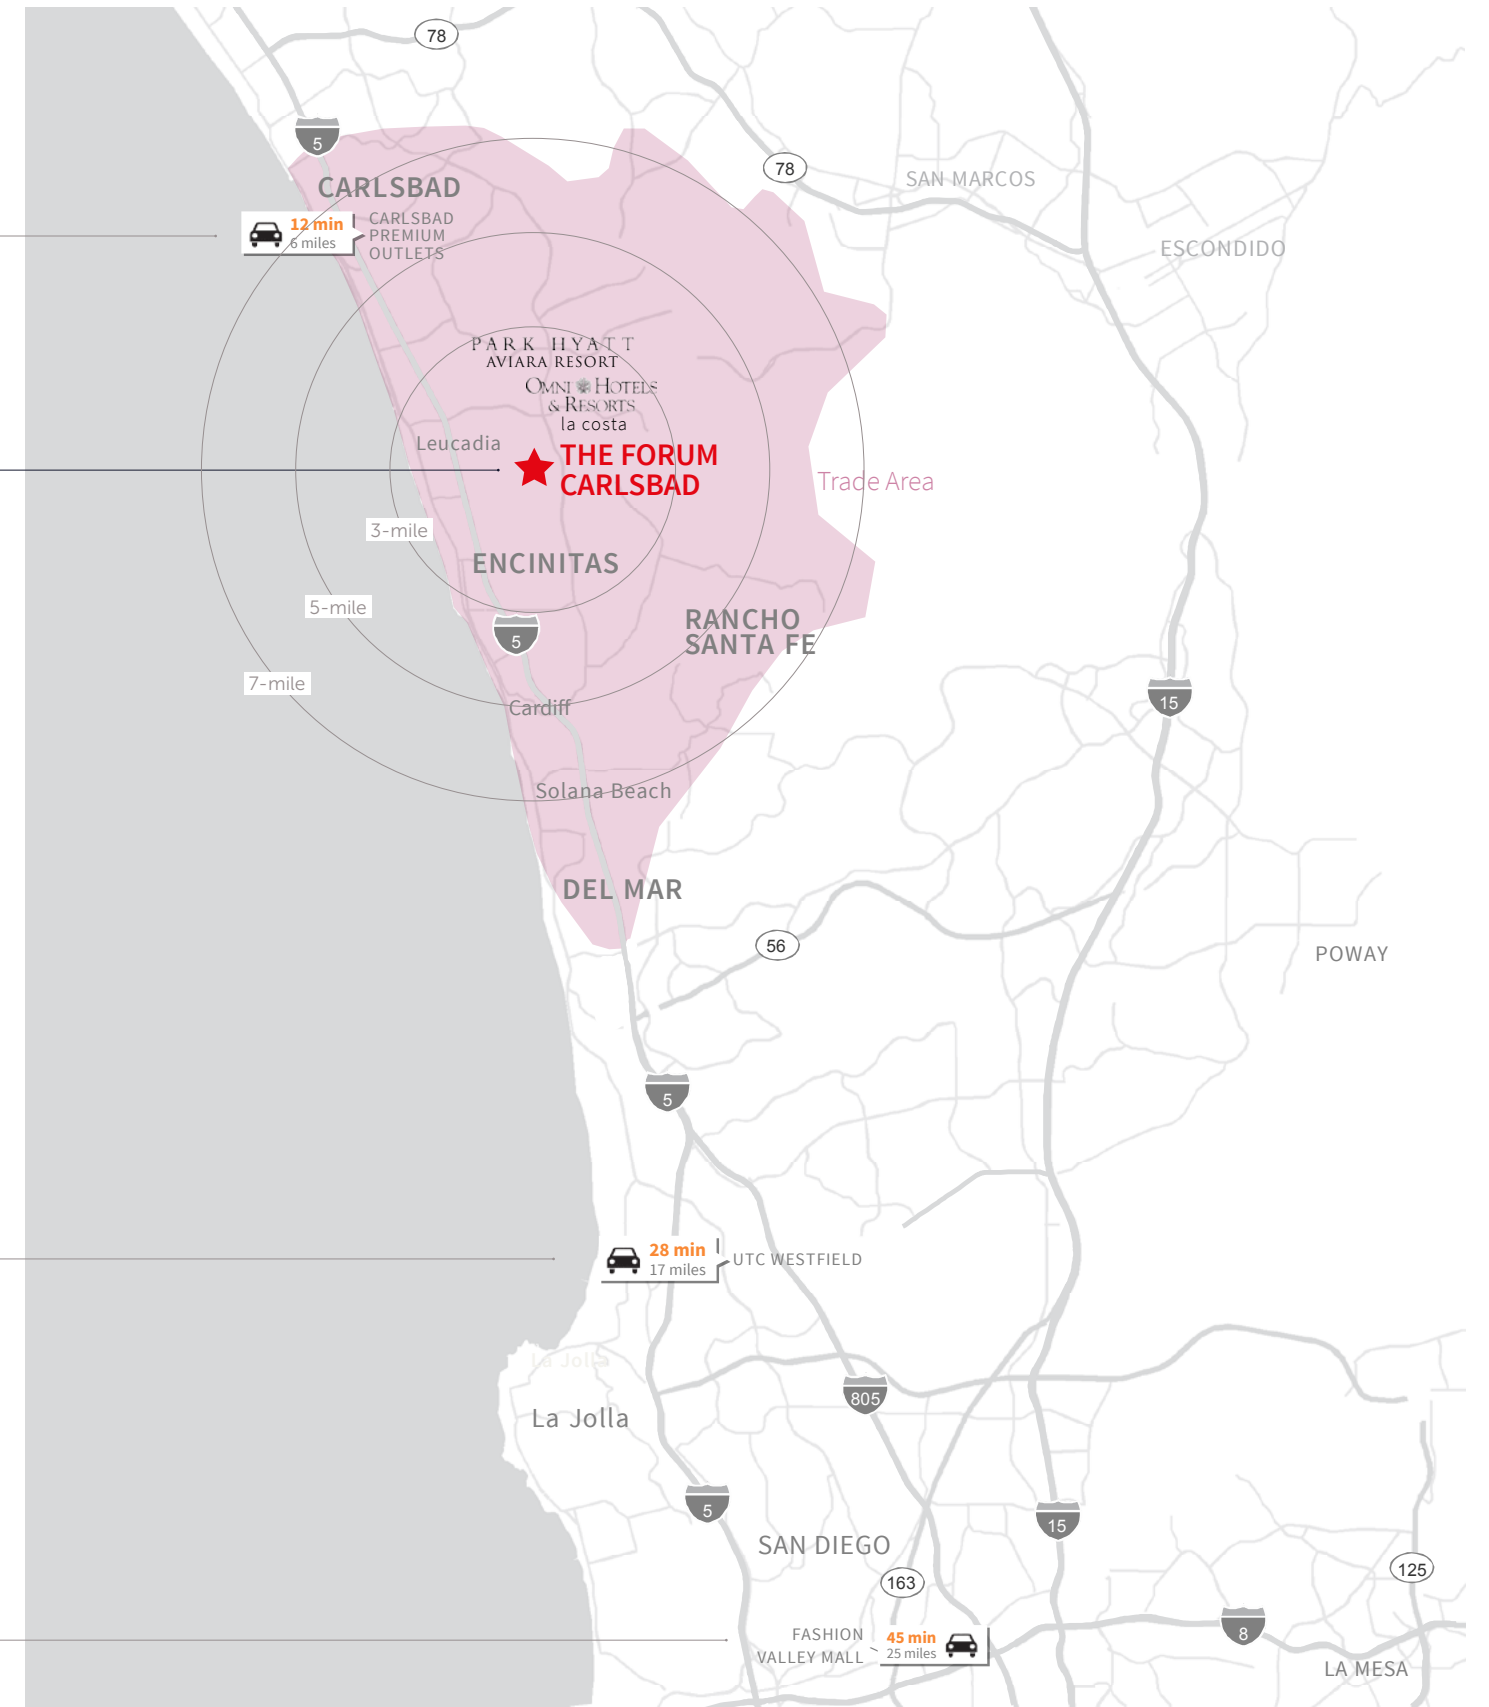 78
5
78
SAN MARCOS
CARLSBAD
12 min
6 miles
CARLSBAD
PREMIUM
OUTLETS
ESCONDIDO
PARK HYATT
AVIARA RESORT
OMNI HOTELS
& RESORTS
la costa
Leucadia
THE FORUM
CARLSBAD
Trade Area
3-mile
ENCINITAS
5-mile
RANCHO
SANTA FE
5
7-mile
15
Cardiff
Solana Beach
DEL MAR
56
POWAY
5
28 min
17 miles
UTC WESTFIELD
La Jolla
805
La Jolla
5
15
SAN DIEGO
163
125
8
FASHION
VALLEY MALL
45 min
25 miles
LA MESA